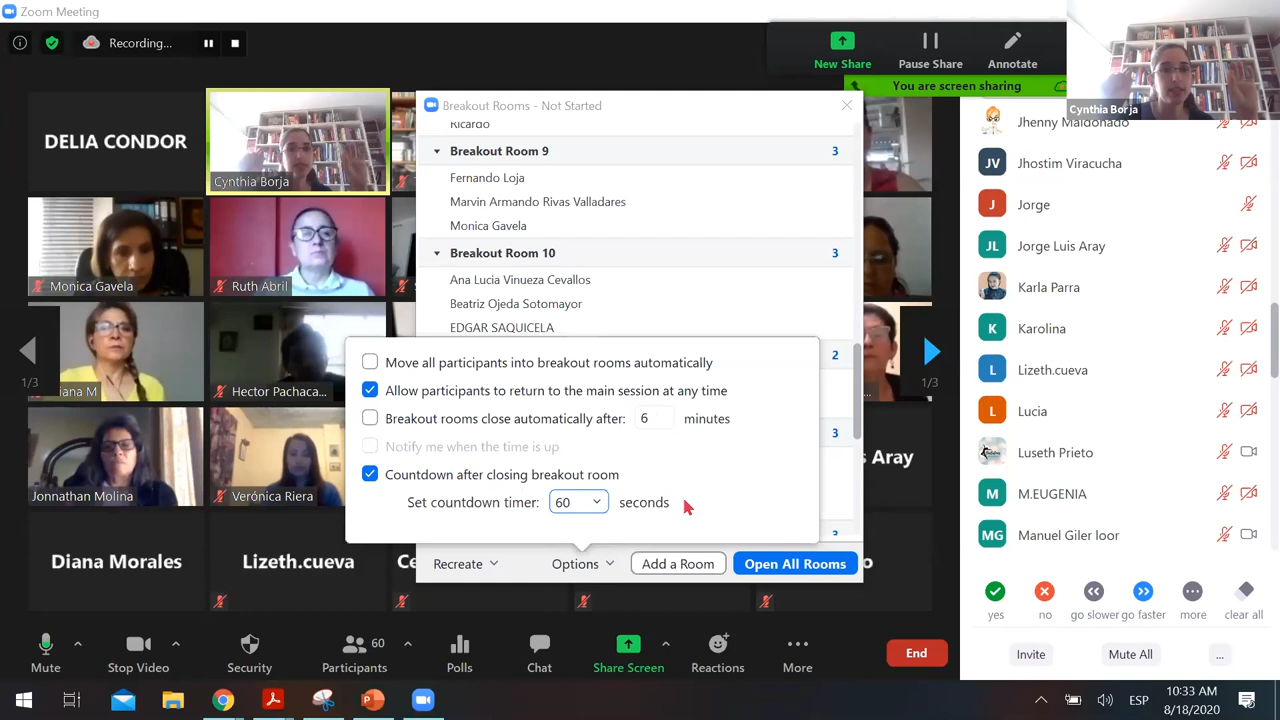 Zoom Meeting
Recording...
New Share
Pause Share
Annotate
You are screen sharing
Cynthia Borja
DELIA CONDOR
Cynthia Borja
Monica Gavela
Ruth Abril
1/3
iana M
Hector Pachaca...
Jonnathan Molina
Verónica Riera
Diana Morales
Lizeth.cueva
Ce
s Aray
o
1/3
Breakout Rooms - Not Started
Ricardo
Breakout Room 9
3
Fernando Loja
Marvin Armando Rivas Valladares
Monica Gavela
Breakout Room 10
3
Ana Lucia Vinueza Cevallos
Beatriz Ojeda Sotomayor
EDGAR SAQUICELA
2
3
3
Move all participants into breakout rooms automatically
Allow participants to return to the main session at any time
Breakout rooms close automatically after: 6 minutes
Notify me when the time is up
Countdown after closing breakout room
Set countdown timer: 60 seconds
Recreate
Options
Add a Room
Open All Rooms
Jhenny Maldonado
JV Jhostim Viracucha
J Jorge
JL Jorge Luis Aray
Karla Parra
K Karolina
L Lizeth.cueva
L Lucia
Luseth Prieto
M M.EUGENIA
MG Manuel Giler loor
yes
no
go slower
go faster
more
clear all
Invite
Mute All
...
Mute
Stop Video
Security
60
Participants
Polls
Chat
Share Screen
Reactions
More
End
ESP
10:33 AM
8/18/2020